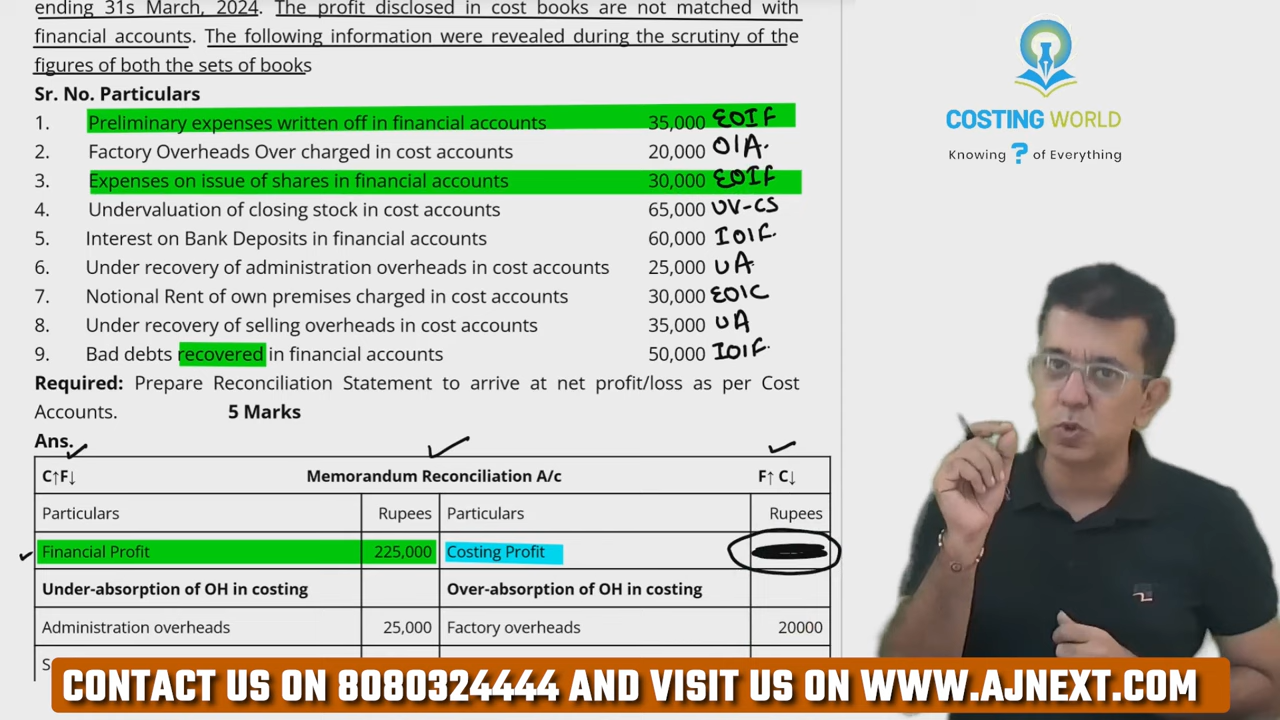 ending 31s March, 2024. The profit disclosed in cost books are not matched with
financial accounts. The following information were revealed during the scrutiny of the
figures of both the sets of books
Sr. No. Particulars
1. Preliminary expenses written off in financial accounts 35,000 EOIF
2. Factory Overheads Over charged in cost accounts 20,000 O/A.
3. Expenses on issue of shares in financial accounts 30,000 EOIF
4. Undervaluation of closing stock in cost accounts 65,000 UV-CS
5. Interest on Bank Deposits in financial accounts 60,000 IOIF.
6. Under recovery of administration overheads in cost accounts 25,000 UA
7. Notional Rent of own premises charged in cost accounts 30,000 EOIC
8. Under recovery of selling overheads in cost accounts 35,000 UA
9. Bad debts recovered in financial accounts 50,000 IOIF.
Required: Prepare Reconciliation Statement to arrive at net profit/loss as per Cost
Accounts. 5 Marks
Ans.
C↑F↓ Memorandum Reconciliation A/c F↑ C↓
Particulars Rupees Particulars Rupees
Financial Profit 225,000 Costing Profit
Under-absorption of OH in costing Over-absorption of OH in costing
Administration overheads 25,000 Factory overheads 20000
COSTING WORLD
Knowing ? of Everything
CONTACT US ON 8080324444 AND VISIT US ON WWW.AJNEXT.COM